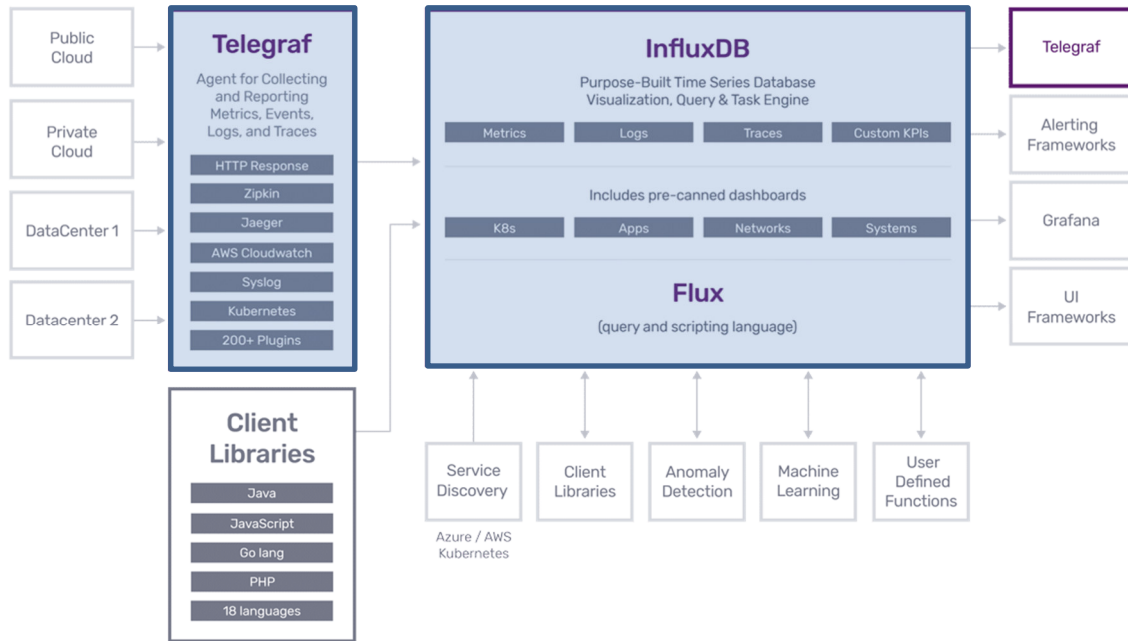 Public
Cloud
Private
Cloud
DataCenter 1
Datacenter 2
Telegraf
Agent for Collecting
and Reporting
Metrics, Events,
Logs, and Traces
HTTP Response
Zipkin
Jaeger
AWS Cloudwatch
Syslog
Kubernetes
200+ Plugins
Client
Libraries
Java
JavaScript
Go lang
PHP
18 languages
InfluxDB
Purpose-Built Time Series Database
Visualization, Query & Task Engine
Metrics
Logs
Traces
Custom KPIs
Includes pre-canned dashboards
K8s
Apps
Networks
Systems
Flux
(query and scripting language)
Service
Discovery
Azure / AWS
Kubernetes
Client
Libraries
Anomaly
Detection
Machine
Learning
User
Defined
Functions
Telegraf
Alerting
Frameworks
Grafana
UI
Frameworks